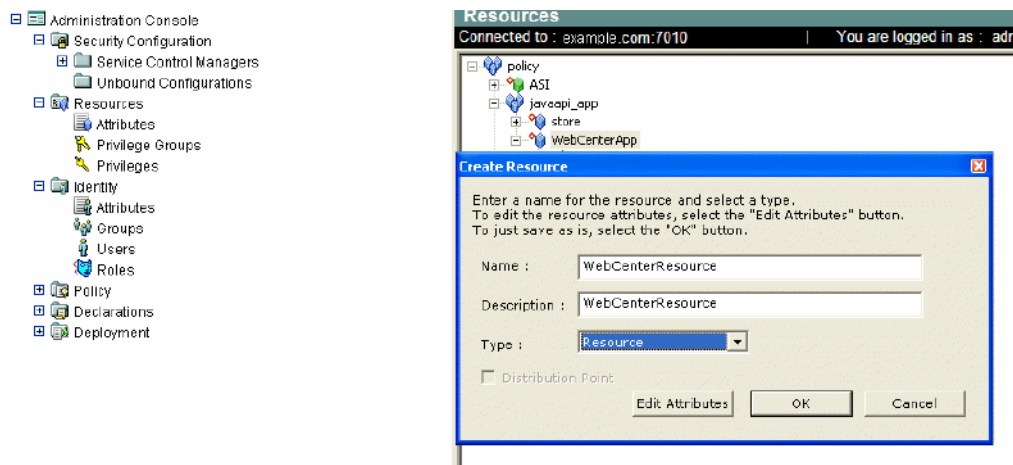 Administration Console
Security Configuration
Service Control Managers
Unbound Configurations
Resources
Attributes
Privilege Groups
Privileges
Identity
Attributes
Groups
Users
Roles
Policy
Declarations
Deployment
Resources
Connected to : example.com:7010 | You are logged in as : adm
policy
ASI
javaapi_app
store
WebCenterApp
Create Resource
Enter a name for the resource and select a type.
To edit the resource attributes, select the "Edit Attributes" button.
To just save as is, select the "OK" button.
Name : WebCenterResource
Description : WebCenterResource
Type : Resource
Distribution Point
Edit Attributes OK Cancel